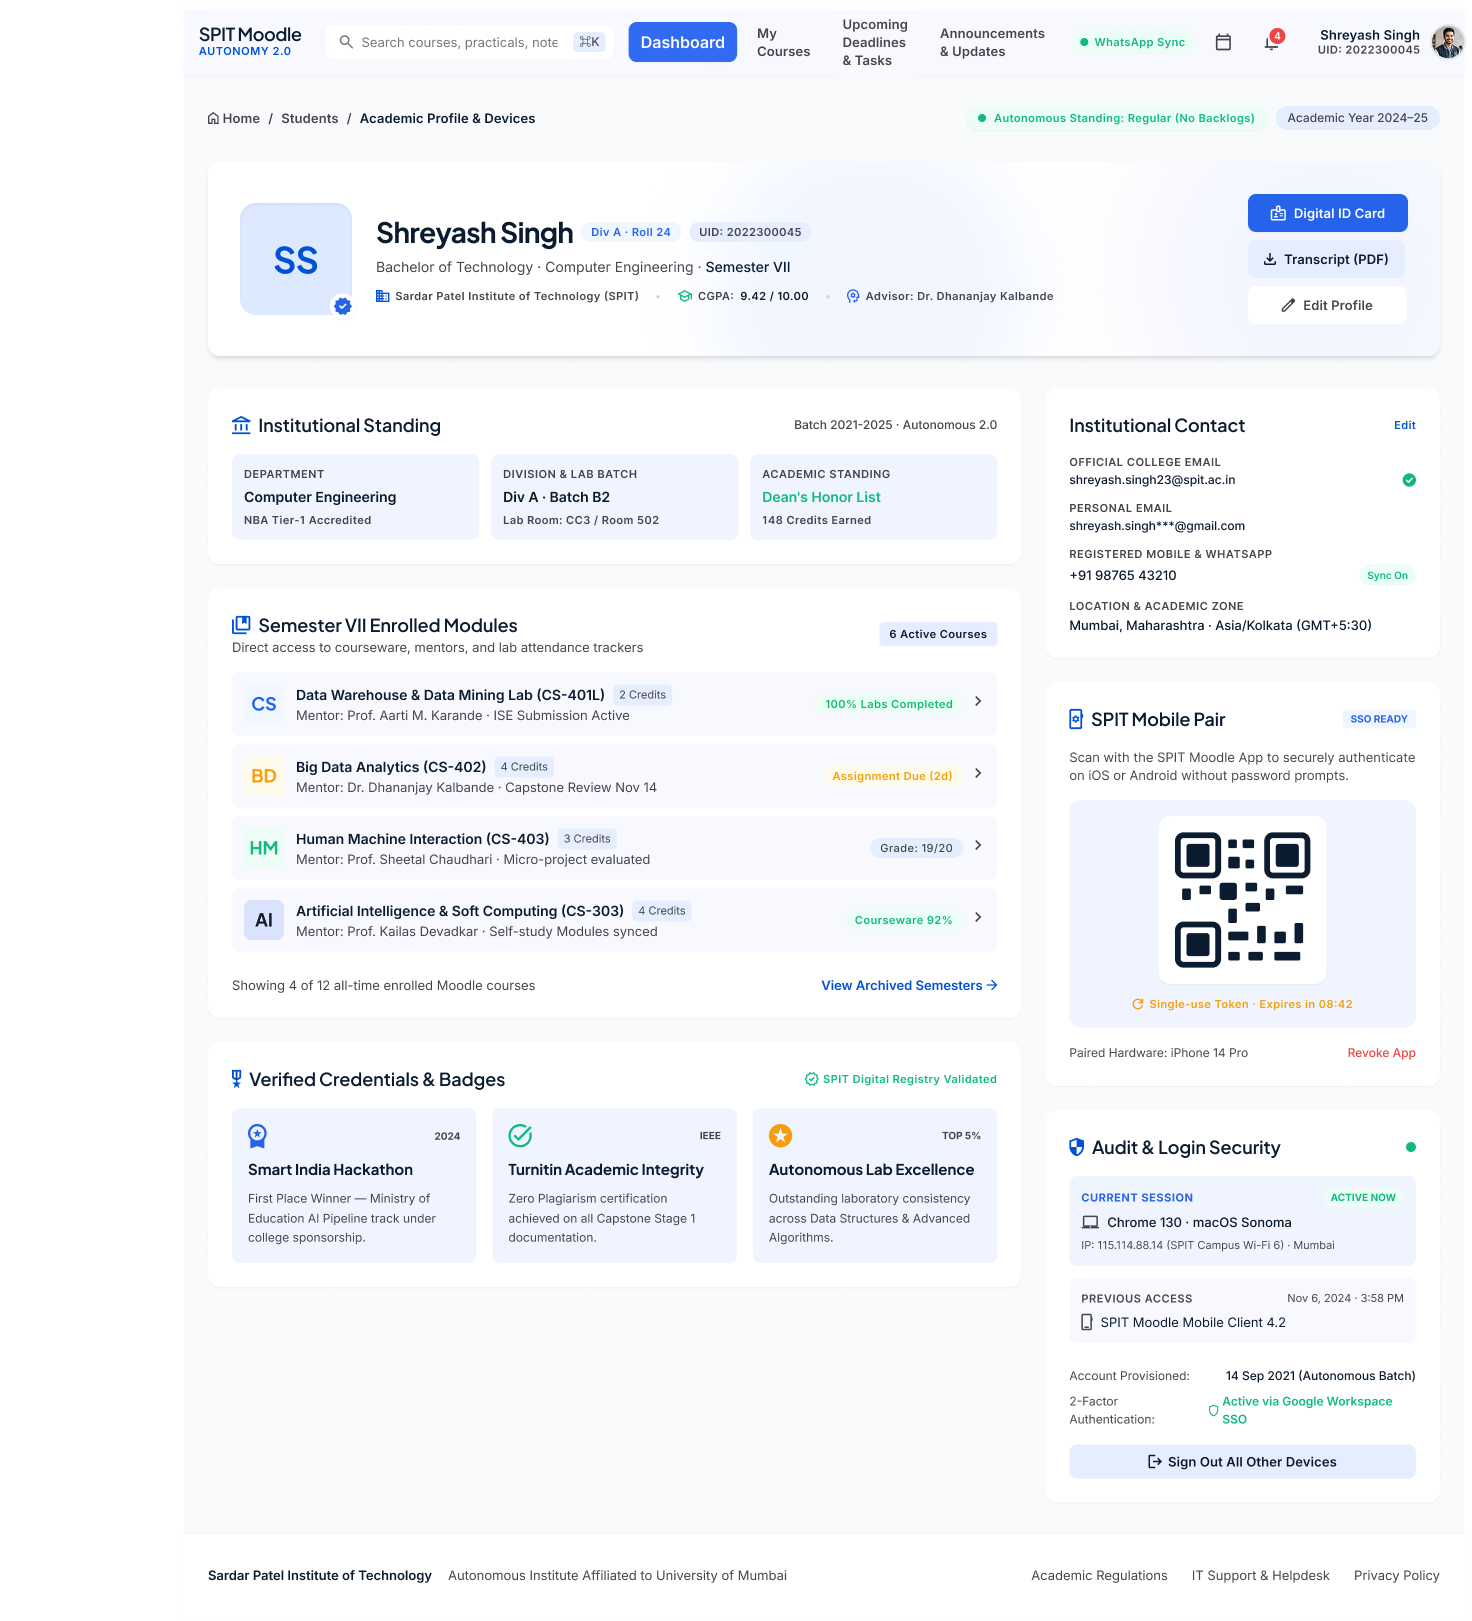 SPIT Moodle
AUTONOMY 2.0
Search courses, practicals, note
⌘K
Dashboard
My
Courses
Upcoming
Deadlines
& Tasks
Announcements
& Updates
WhatsApp Sync
4
Shreyash Singh
UID: 2022300045
Home / Students / Academic Profile & Devices
Autonomous Standing: Regular (No Backlogs)
Academic Year 2024–25
SS
Shreyash Singh
Div A · Roll 24
UID: 2022300045
Bachelor of Technology · Computer Engineering · Semester VII
Sardar Patel Institute of Technology (SPIT) • CGPA: 9.42 / 10.00 • Advisor: Dr. Dhananjay Kalbande
Digital ID Card
Transcript (PDF)
Edit Profile
Institutional Standing
Batch 2021-2025 · Autonomous 2.0
DEPARTMENT
Computer Engineering
NBA Tier-1 Accredited
DIVISION & LAB BATCH
Div A · Batch B2
Lab Room: CC3 / Room 502
ACADEMIC STANDING
Dean's Honor List
148 Credits Earned
Semester VII Enrolled Modules
Direct access to courseware, mentors, and lab attendance trackers
6 Active Courses
CS
Data Warehouse & Data Mining Lab (CS-401L)
2 Credits
Mentor: Prof. Aarti M. Karande · ISE Submission Active
100% Labs Completed
BD
Big Data Analytics (CS-402)
4 Credits
Mentor: Dr. Dhananjay Kalbande · Capstone Review Nov 14
Assignment Due (2d)
HM
Human Machine Interaction (CS-403)
3 Credits
Mentor: Prof. Sheetal Chaudhari · Micro-project evaluated
Grade: 19/20
AI
Artificial Intelligence & Soft Computing (CS-303)
4 Credits
Mentor: Prof. Kailas Devadkar · Self-study Modules synced
Courseware 92%
Showing 4 of 12 all-time enrolled Moodle courses
View Archived Semesters →
Verified Credentials & Badges
SPIT Digital Registry Validated
2024
Smart India Hackathon
First Place Winner — Ministry of
Education AI Pipeline track under
college sponsorship.
IEEE
Turnitin Academic Integrity
Zero Plagiarism certification
achieved on all Capstone Stage 1
documentation.
TOP 5%
Autonomous Lab Excellence
Outstanding laboratory consistency
across Data Structures & Advanced
Algorithms.
Institutional Contact
Edit
OFFICIAL COLLEGE EMAIL
shreyash.singh23@spit.ac.in
PERSONAL EMAIL
shreyash.singh***@gmail.com
REGISTERED MOBILE & WHATSAPP
+91 98765 43210
Sync On
LOCATION & ACADEMIC ZONE
Mumbai, Maharashtra · Asia/Kolkata (GMT+5:30)
SPIT Mobile Pair
SSO READY
Scan with the SPIT Moodle App to securely authenticate
on iOS or Android without password prompts.
Single-use Token · Expires in 08:42
Paired Hardware: iPhone 14 Pro
Revoke App
Audit & Login Security
CURRENT SESSION
ACTIVE NOW
Chrome 130 · macOS Sonoma
IP: 115.114.88.14 (SPIT Campus Wi-Fi 6) · Mumbai
PREVIOUS ACCESS
Nov 6, 2024 · 3:58 PM
SPIT Moodle Mobile Client 4.2
Account Provisioned:
14 Sep 2021 (Autonomous Batch)
2-Factor
Authentication:
Active via Google Workspace
SSO
Sign Out All Other Devices
Sardar Patel Institute of Technology
Autonomous Institute Affiliated to University of Mumbai
Academic Regulations
IT Support & Helpdesk
Privacy Policy